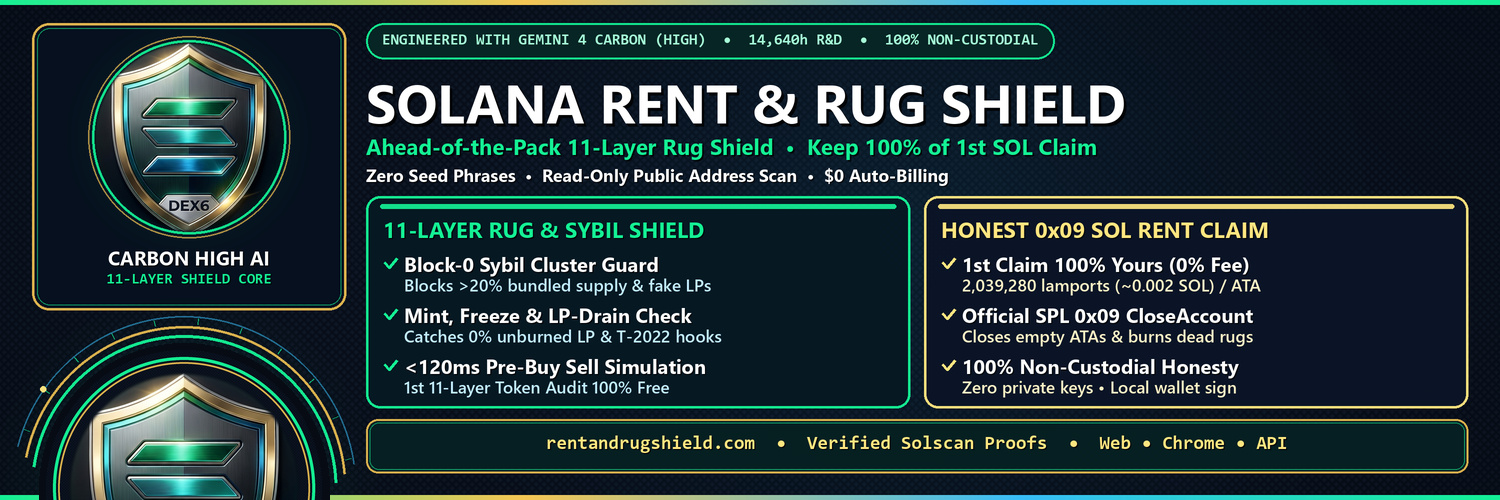 ENGINEERED WITH GEMINI 4 CARBON (HIGH) • 14,640h R&D • 100% NON-CUSTODIAL
SOLANA RENT & RUG SHIELD
Ahead-of-the-Pack 11-Layer Rug Shield • Keep 100% of 1st SOL Claim
Zero Seed Phrases • Read-Only Public Address Scan • $0 Auto-Billing
DEX6
CARBON HIGH AI
11-LAYER SHIELD CORE
11-LAYER RUG & SYBIL SHIELD
✓ Block-0 Sybil Cluster Guard
Blocks >20% bundled supply & fake LPs
✓ Mint, Freeze & LP-Drain Check
Catches 0% unburned LP & T-2022 hooks
✓ <120ms Pre-Buy Sell Simulation
1st 11-Layer Token Audit 100% Free
HONEST 0x09 SOL RENT CLAIM
✓ 1st Claim 100% Yours (0% Fee)
2,039,280 lamports (~0.002 SOL) / ATA
✓ Official SPL 0x09 CloseAccount
Closes empty ATAs & burns dead rugs
✓ 100% Non-Custodial Honesty
Zero private keys • Local wallet sign
rentandrugshield.com • Verified Solscan Proofs • Web • Chrome • API